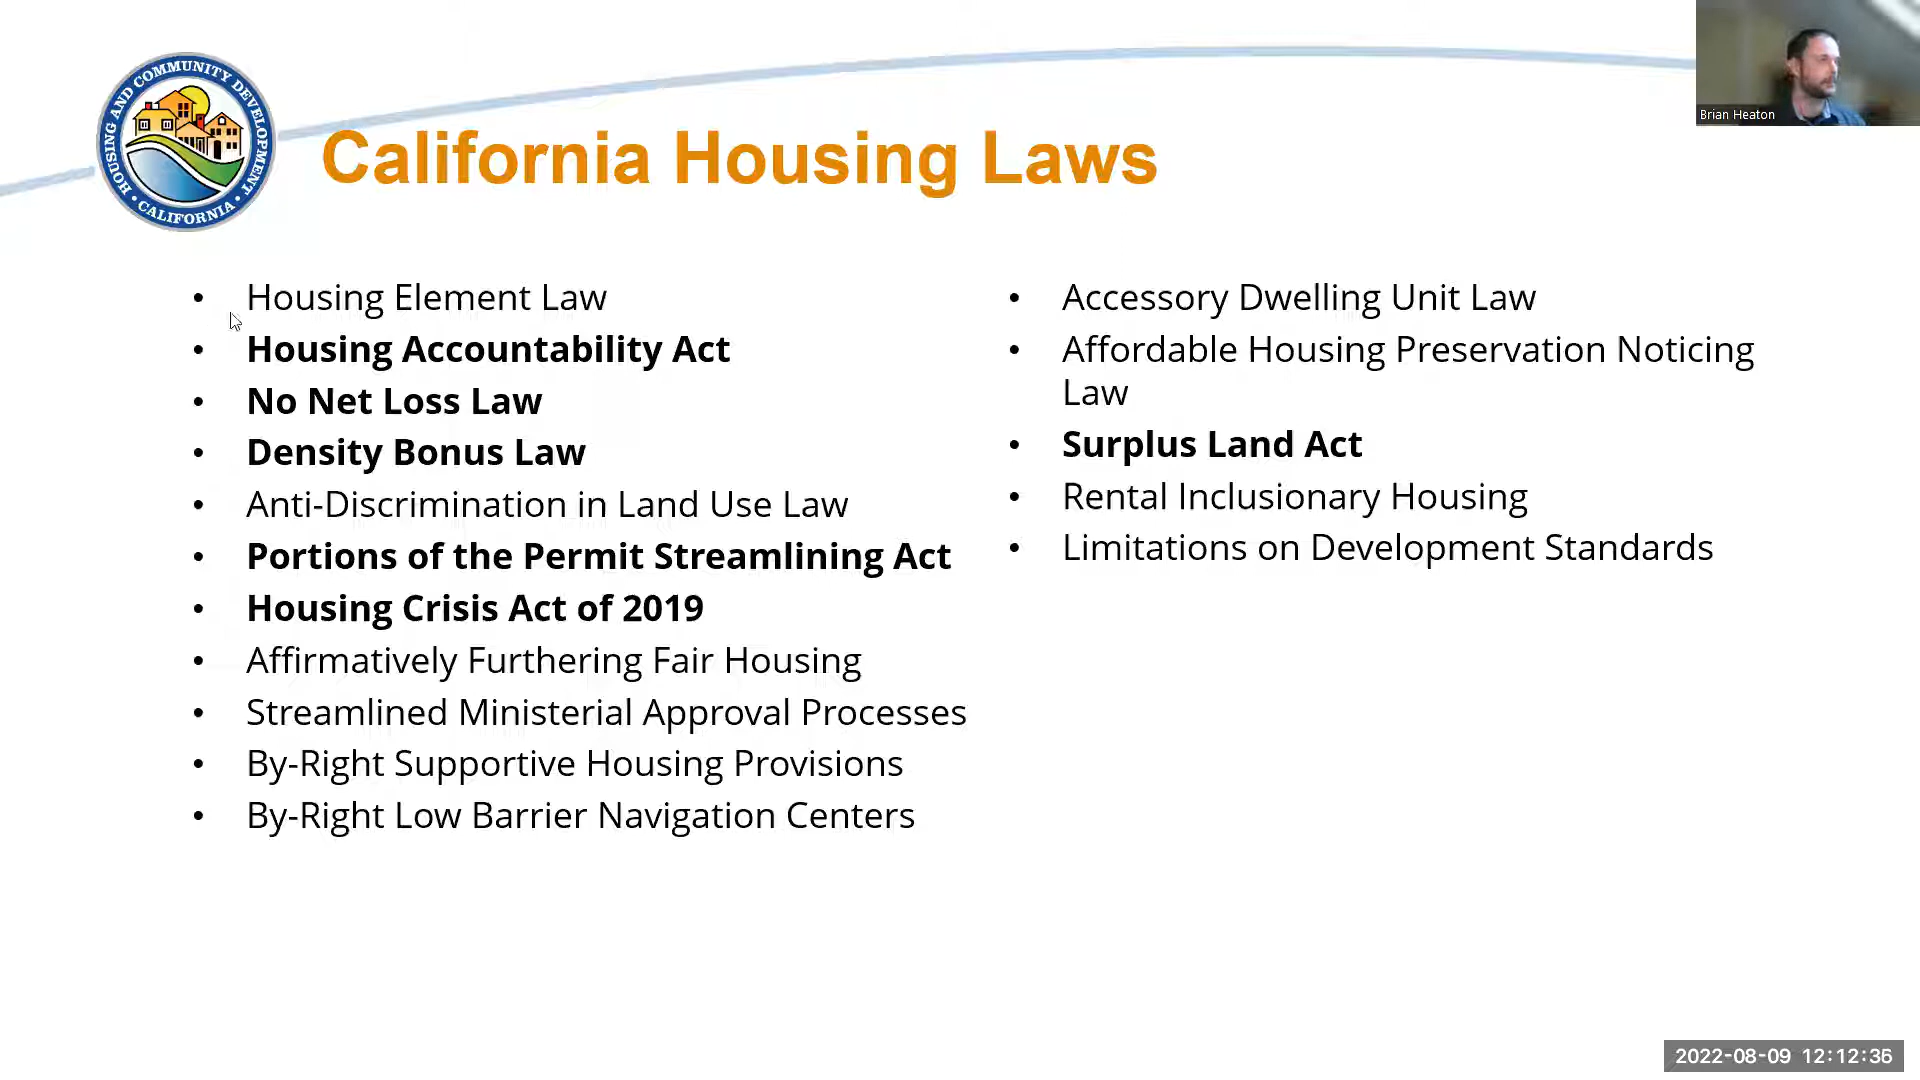 HOUSING AND COMMUNITY DEVELOPMENT
• CALIFORNIA •
Brian Heaton
California Housing Laws
• Housing Element Law
• Housing Accountability Act
• No Net Loss Law
• Density Bonus Law
• Anti-Discrimination in Land Use Law
• Portions of the Permit Streamlining Act
• Housing Crisis Act of 2019
• Affirmatively Furthering Fair Housing
• Streamlined Ministerial Approval Processes
• By-Right Supportive Housing Provisions
• By-Right Low Barrier Navigation Centers
• Accessory Dwelling Unit Law
• Affordable Housing Preservation Noticing
Law
• Surplus Land Act
• Rental Inclusionary Housing
• Limitations on Development Standards
2022-08-09 12:12:36